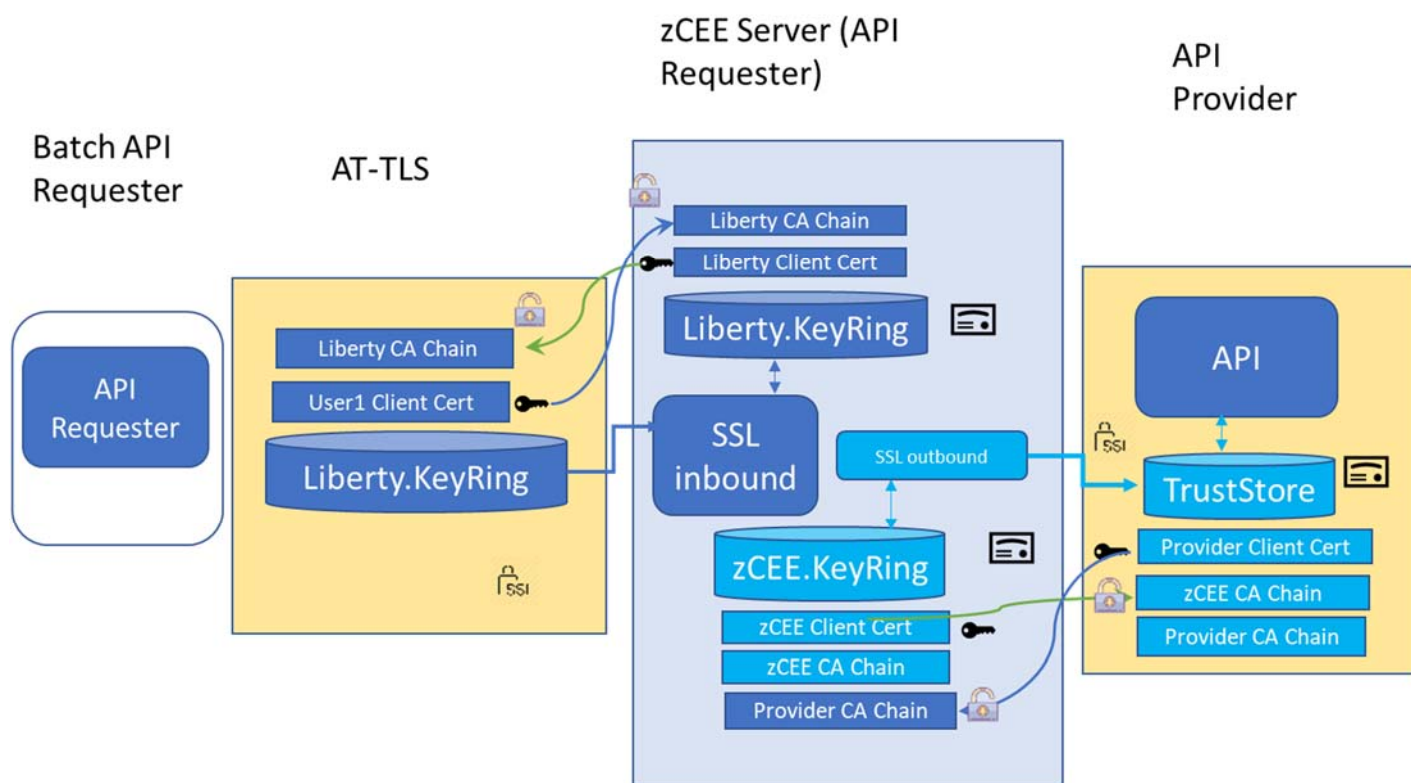 zCEE Server (API
Requester)
API
Provider
Batch API
Requester
AT-TLS
Liberty CA Chain
Liberty Client Cert
Liberty.KeyRing
Liberty CA Chain
User1 Client Cert
Liberty.KeyRing
API
Requester
SSL
inbound
SSL outbound
zCEE.KeyRing
zCEE Client Cert
zCEE CA Chain
Provider CA Chain
API
TrustStore
Provider Client Cert
zCEE CA Chain
Provider CA Chain
SSI
SSI